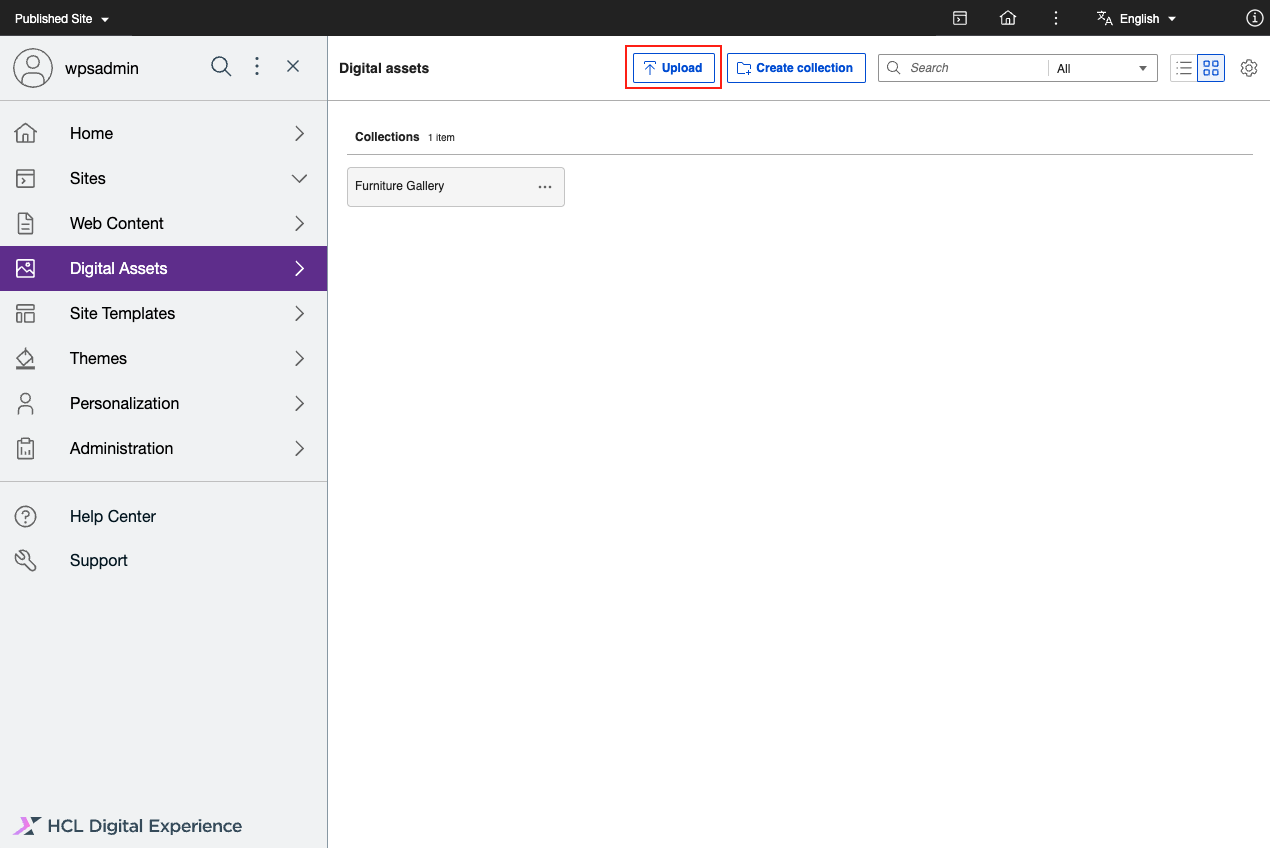 Published Site
English
wpsadmin
Digital assets
Upload
Create collection
Search
All
Home
Sites
Web Content
Digital Assets
Site Templates
Themes
Personalization
Administration
Help Center
Support
Collections 1 item
Furniture Gallery
HCL Digital Experience